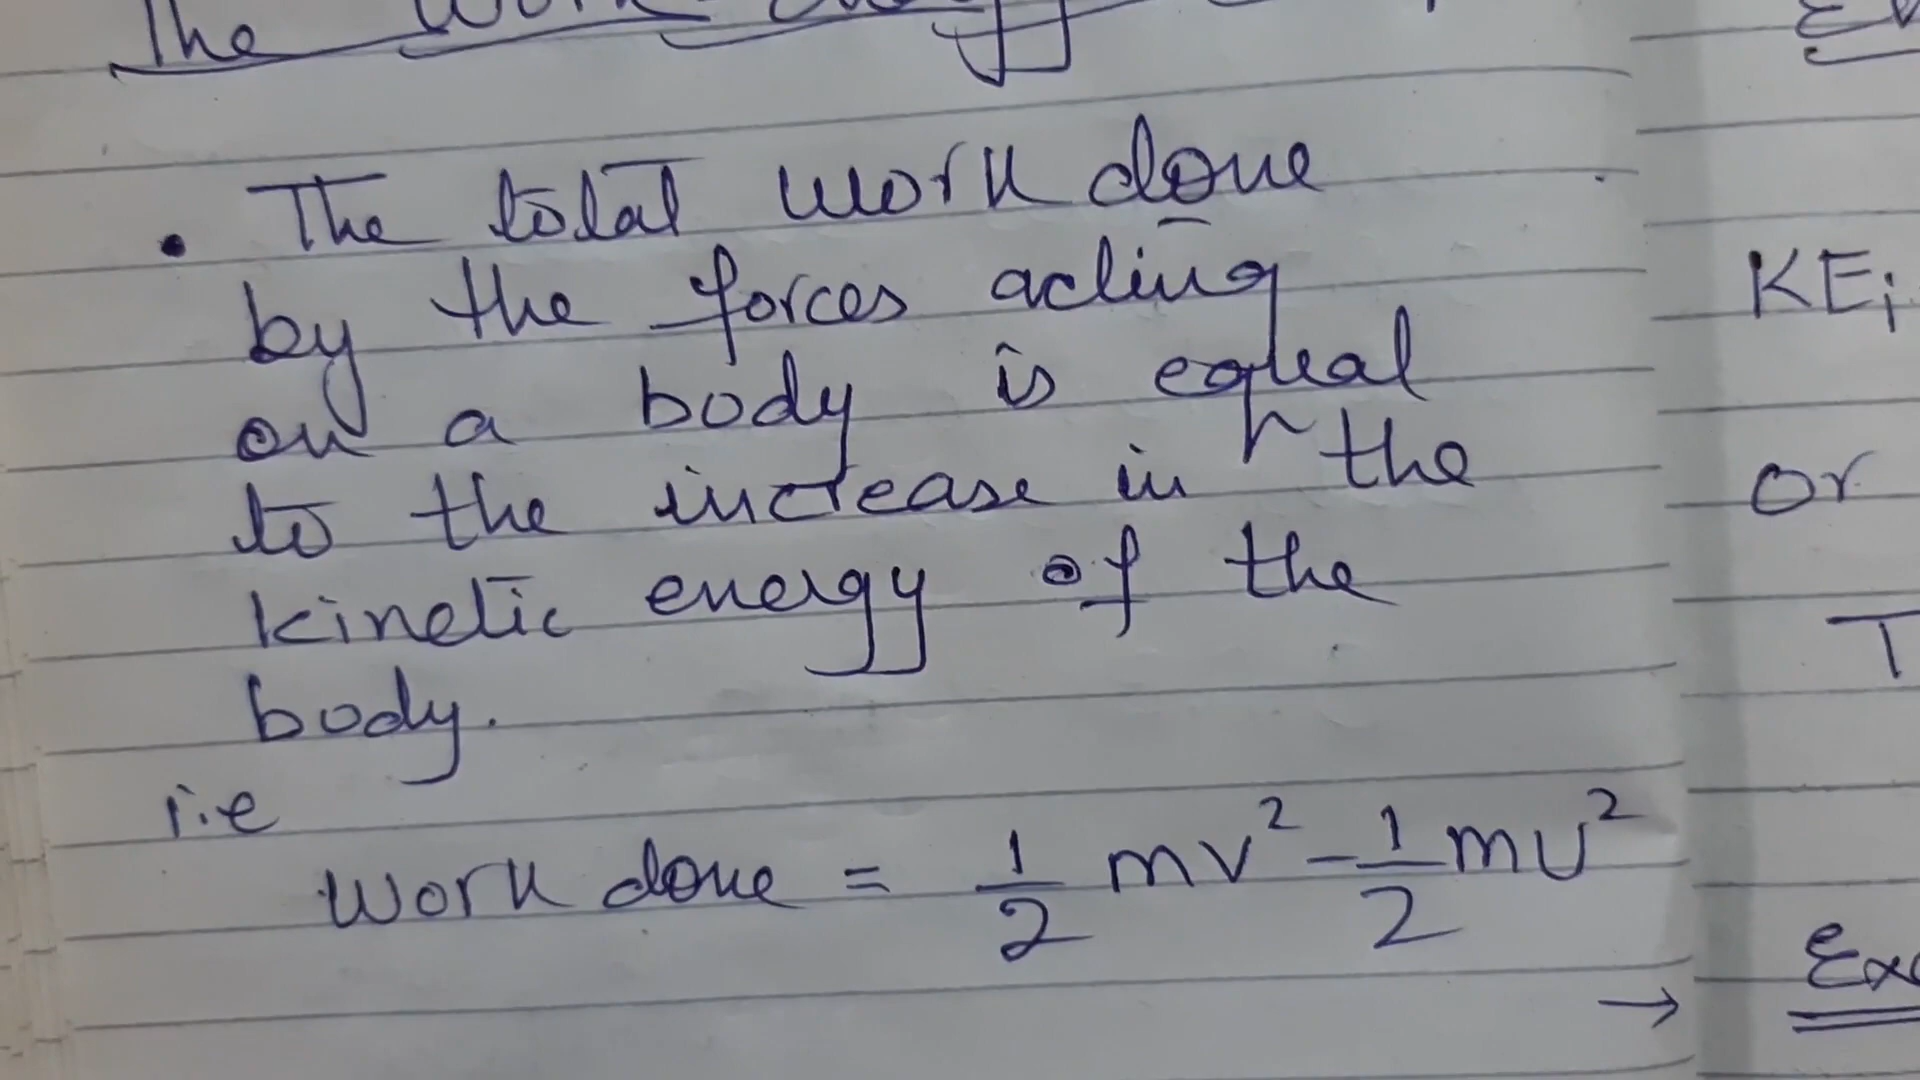 The Work
• The total work done
by the forces acting
on a body is equal
to the increase in the
kinetic energy of the
body.
i.e
Work done = 1/2 mv² - 1/2 mu²
→
KEi
or
T